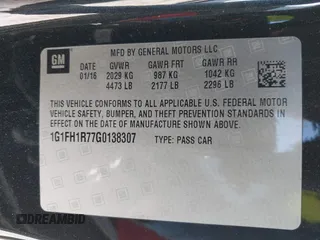 GM
MFD BY GENERAL MOTORS LLC
DATE GVWR GAWR FRT GAWR RR
01/16 2029 KG 987 KG 1042 KG
4473 LB 2177 LB 2296 LB
THIS VEHICLE CONFORMS TO ALL APPLICABLE U.S. FEDERAL MOTOR
VEHICLE SAFETY, BUMPER, AND THEFT PREVENTION STANDARDS
IN EFFECT ON THE DATE OF MANUFACTURE SHOWN ABOVE.
1G1FH1R77G0138307 TYPE: PASS CAR
DREAMBID